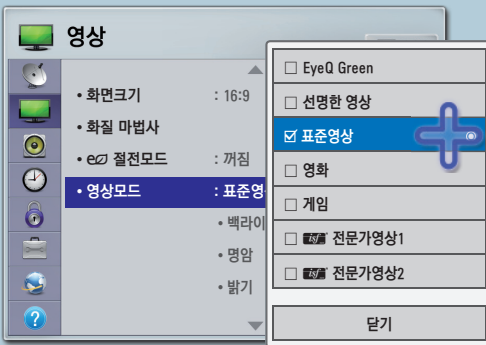 영상
• 화면크기 : 16:9
• 화질 마법사
• e 절전모드 : 꺼짐
• 영상모드 : 표준영
• 백라이
• 명암
• 밝기
?
EyeQ Green
선명한 영상
표준영상
영화
게임
isf 전문가영상1
isf 전문가영상2
닫기